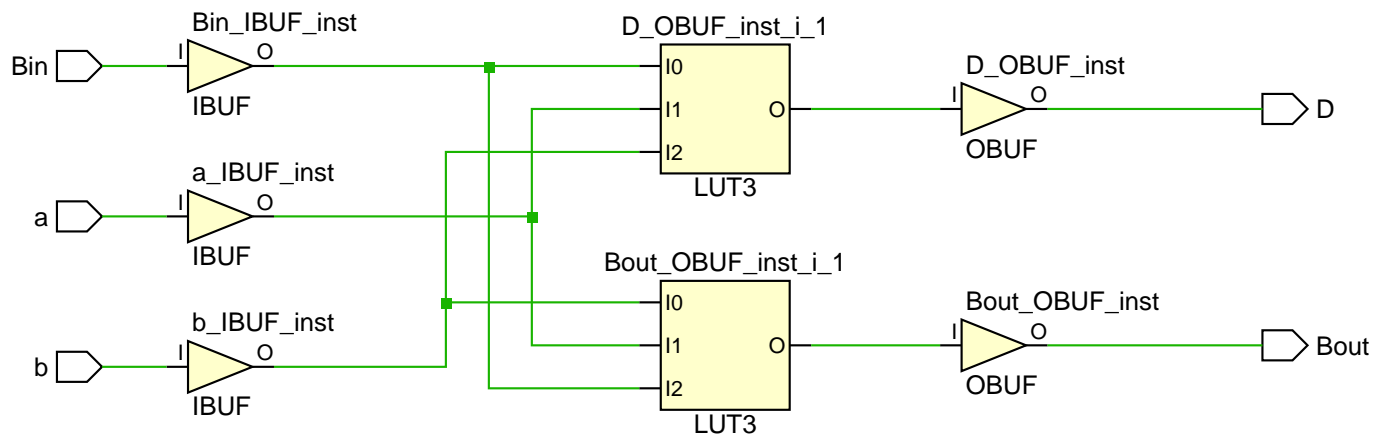 Bin_IBUF_inst
I
O
Bin
IBUF
a_IBUF_inst
I
O
a
IBUF
b_IBUF_inst
I
O
b
IBUF
D_OBUF_inst_i_1
I0
I1
I2
O
LUT3
Bout_OBUF_inst_i_1
I0
I1
I2
O
LUT3
D_OBUF_inst
I
O
D
OBUF
Bout_OBUF_inst
I
O
Bout
OBUF